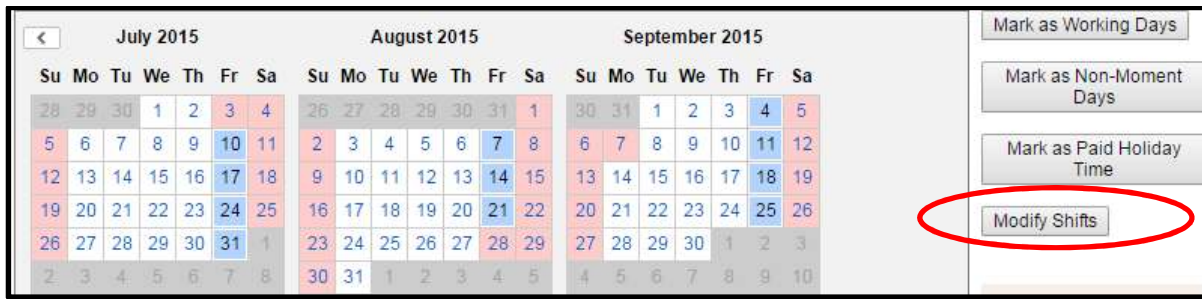 < July 2015 August 2015 September 2015
Su Mo Tu We Th Fr Sa Su Mo Tu We Th Fr Sa Su Mo Tu We Th Fr Sa
28 29 30 1 2 3 4 26 27 28 29 30 31 1 30 31 1 2 3 4 5
5 6 7 8 9 10 11 2 3 4 5 6 7 8 6 7 8 9 10 11 12
12 13 14 15 16 17 18 9 10 11 12 13 14 15 13 14 15 16 17 18 19
19 20 21 22 23 24 25 16 17 18 19 20 21 22 20 21 22 23 24 25 26
26 27 28 29 30 31 1 23 24 25 26 27 28 29 27 28 29 30 1 2 3
2 3 4 5 6 7 8 30 31 1 2 3 4 5 4 5 6 7 8 9 10
Mark as Working Days
Mark as Non-Moment
Days
Mark as Paid Holiday
Time
Modify Shifts